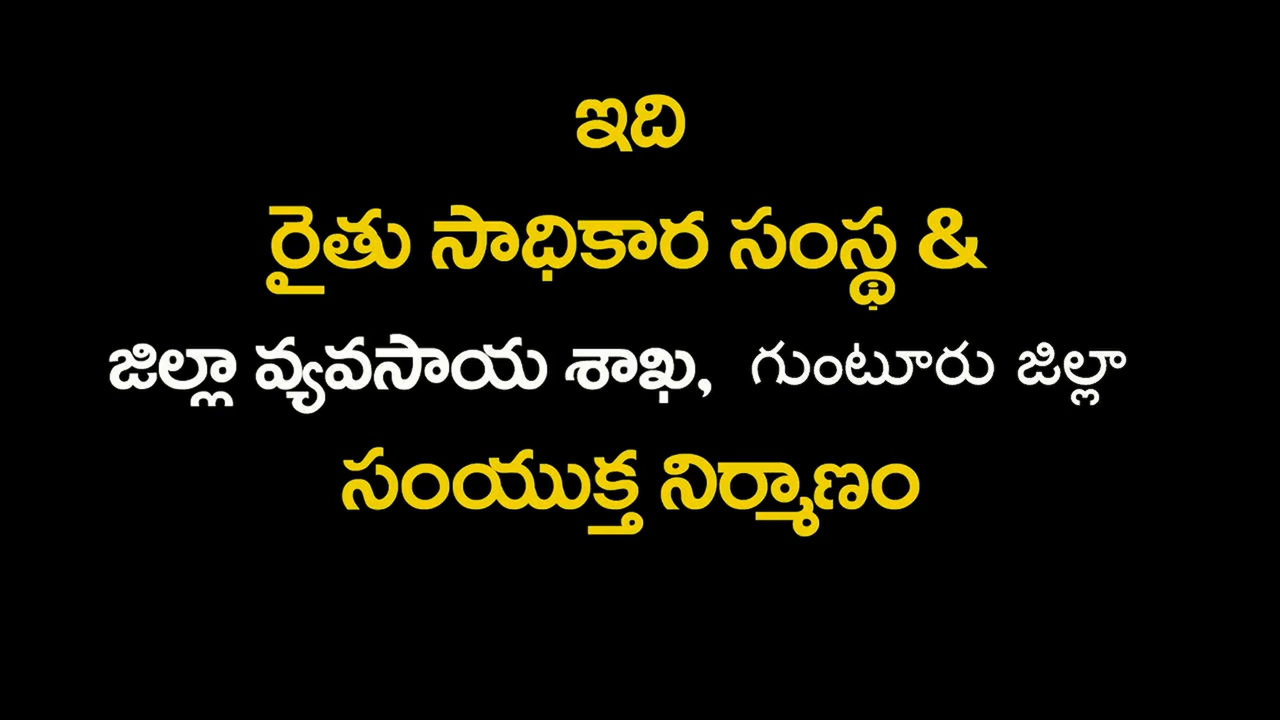 ఇది
రైతు సాధికార సంస్థ &
జిల్లా వ్యవసాయ శాఖ, గుంటూరు జిల్లా
సంయుక్త నిర్మాణం